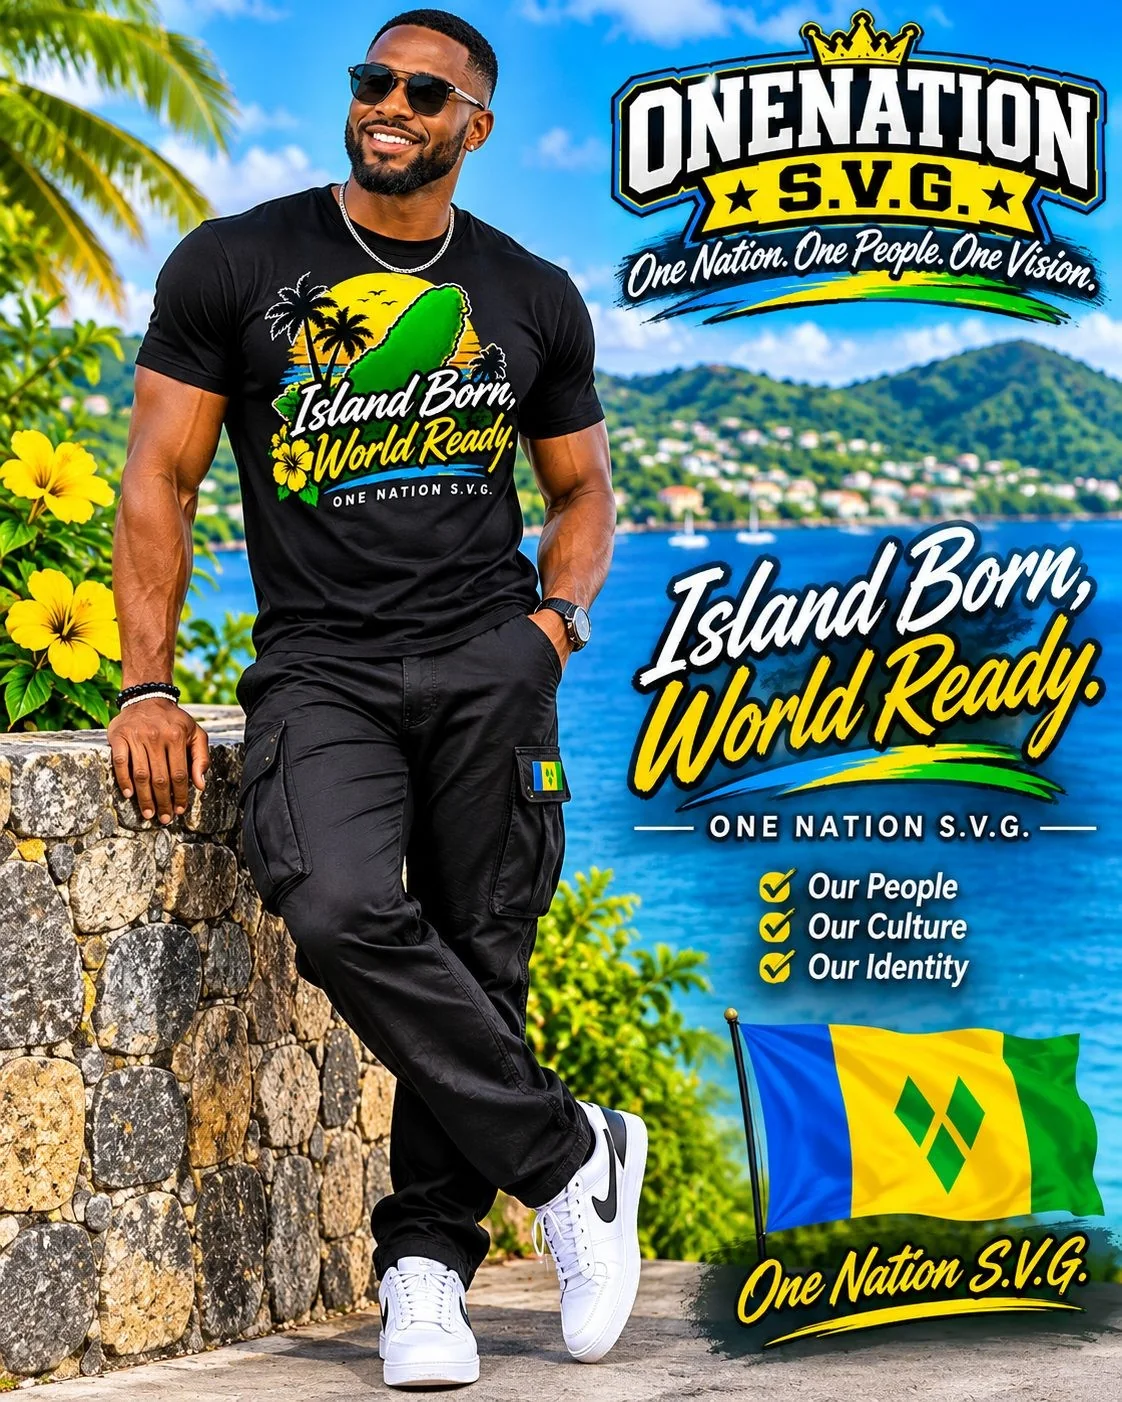 ONENATION
S.V.G.
One Nation. One People. One Vision.
Island Born,
World Ready.
ONE NATION S.V.G.
Island Born,
World Ready.
ONE NATION S.V.G.
Our People
Our Culture
Our Identity
One Nation S.V.G.